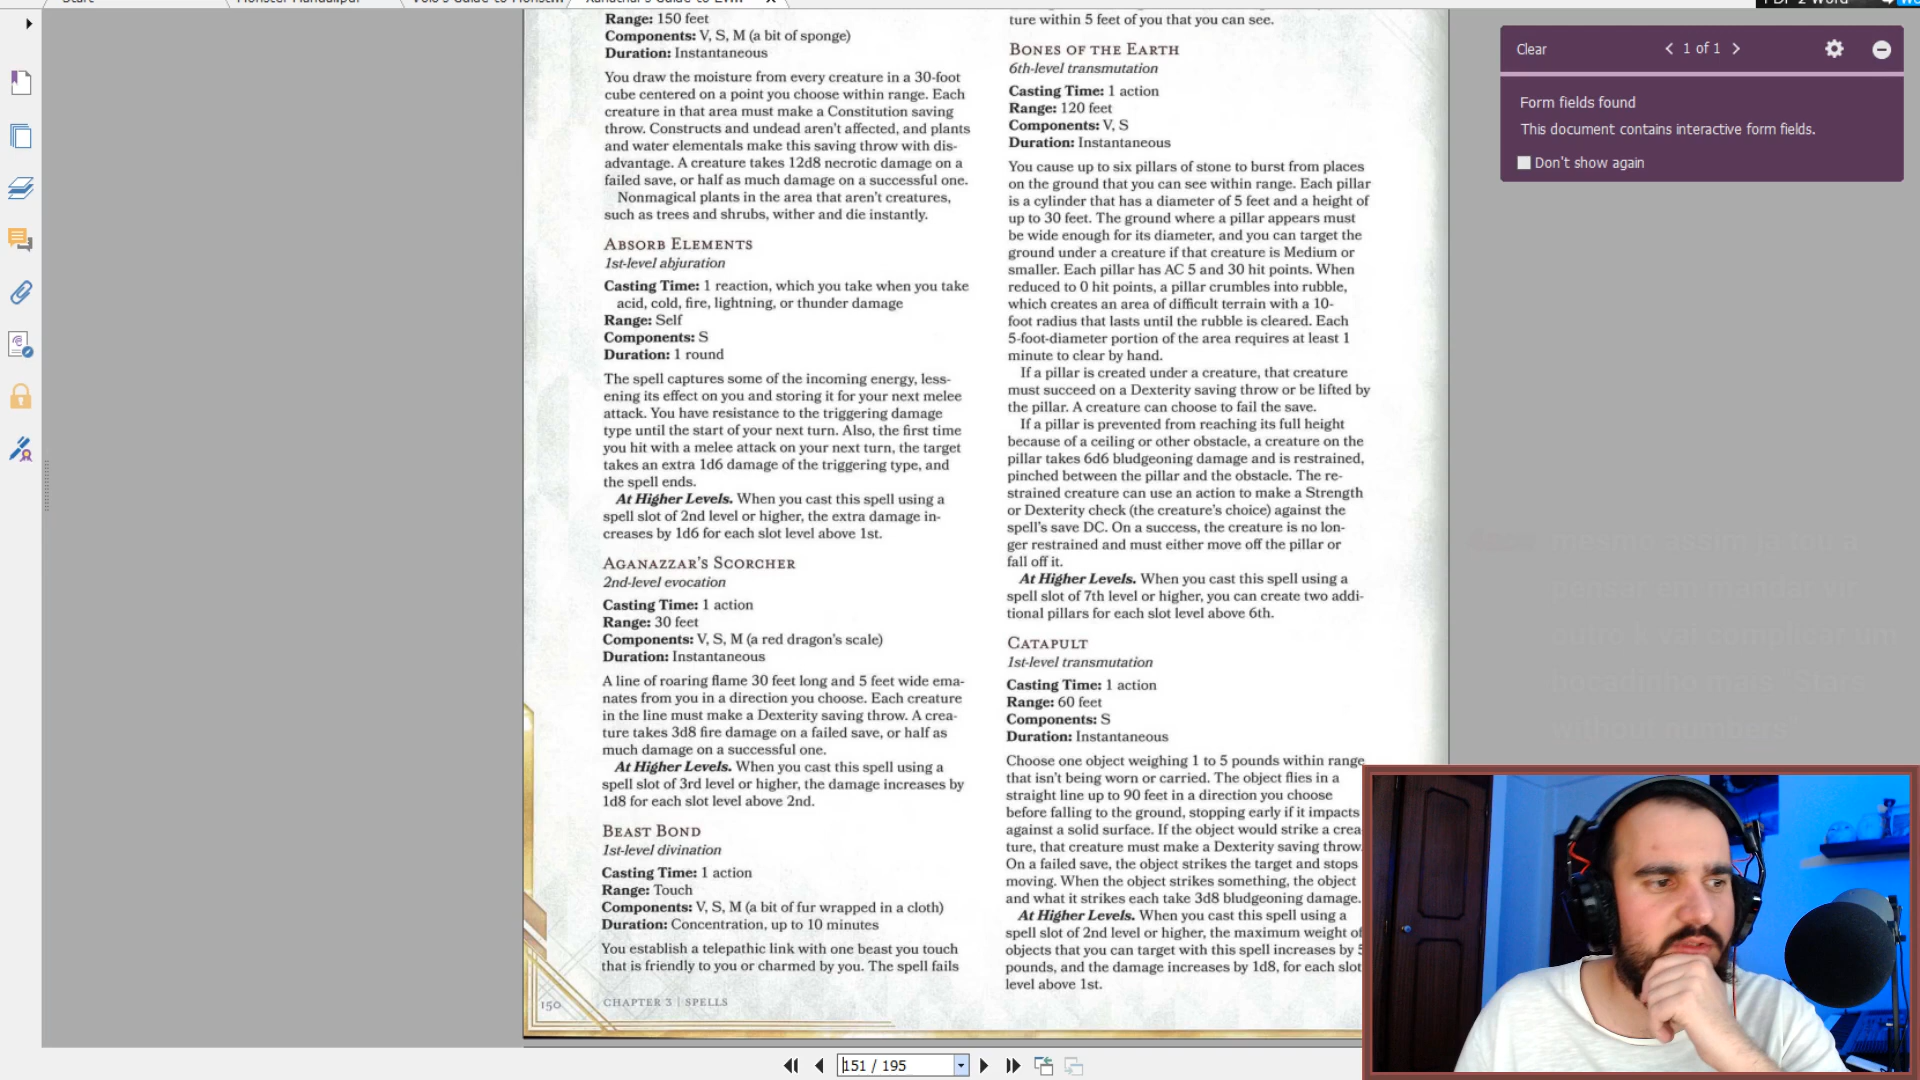 Start
Monster Manual.pdf
Volo's Guide to Monst...
Xanathar's Guide to Ev...
PDF 2 Word
Range: 150 feet
Components: V, S, M (a bit of sponge)
Duration: Instantaneous
You draw the moisture from every creature in a 30-foot
cube centered on a point you choose within range. Each
creature in that area must make a Constitution saving
throw. Constructs and undead aren't affected, and plants
and water elementals make this saving throw with dis-
advantage. A creature takes 12d8 necrotic damage on a
failed save, or half as much damage on a successful one.
Nonmagical plants in the area that aren't creatures,
such as trees and shrubs, wither and die instantly.
ABSORB ELEMENTS
1st-level abjuration
Casting Time: 1 reaction, which you take when you take
acid, cold, fire, lightning, or thunder damage
Range: Self
Components: S
Duration: 1 round
The spell captures some of the incoming energy, less-
ening its effect on you and storing it for your next melee
attack. You have resistance to the triggering damage
type until the start of your next turn. Also, the first time
you hit with a melee attack on your next turn, the target
takes an extra 1d6 damage of the triggering type, and
the spell ends.
At Higher Levels. When you cast this spell using a
spell slot of 2nd level or higher, the extra damage in-
creases by 1d6 for each slot level above 1st.
AGANAZZAR'S SCORCHER
2nd-level evocation
Casting Time: 1 action
Range: 30 feet
Components: V, S, M (a red dragon's scale)
Duration: Instantaneous
A line of roaring flame 30 feet long and 5 feet wide ema-
nates from you in a direction you choose. Each creature
in the line must make a Dexterity saving throw. A crea-
ture takes 3d8 fire damage on a failed save, or half as
much damage on a successful one.
At Higher Levels. When you cast this spell using a
spell slot of 3rd level or higher, the damage increases by
1d8 for each slot level above 2nd.
BEAST BOND
1st-level divination
Casting Time: 1 action
Range: Touch
Components: V, S, M (a bit of fur wrapped in a cloth)
Duration: Concentration, up to 10 minutes
You establish a telepathic link with one beast you touch
that is friendly to you or charmed by you. The spell fails
150
CHAPTER 3 | SPELLS
ture within 5 feet of you that you can see.
BONES OF THE EARTH
6th-level transmutation
Casting Time: 1 action
Range: 120 feet
Components: V, S
Duration: Instantaneous
You cause up to six pillars of stone to burst from places
on the ground that you can see within range. Each pillar
is a cylinder that has a diameter of 5 feet and a height of
up to 30 feet. The ground where a pillar appears must
be wide enough for its diameter, and you can target the
ground under a creature if that creature is Medium or
smaller. Each pillar has AC 5 and 30 hit points. When
reduced to 0 hit points, a pillar crumbles into rubble,
which creates an area of difficult terrain with a 10-
foot radius that lasts until the rubble is cleared. Each
5-foot-diameter portion of the area requires at least 1
minute to clear by hand.
If a pillar is created under a creature, that creature
must succeed on a Dexterity saving throw or be lifted by
the pillar. A creature can choose to fail the save.
If a pillar is prevented from reaching its full height
because of a ceiling or other obstacle, a creature on the
pillar takes 6d6 bludgeoning damage and is restrained,
pinched between the pillar and the obstacle. The re-
strained creature can use an action to make a Strength
or Dexterity check (the creature's choice) against the
spell's save DC. On a success, the creature is no lon-
ger restrained and must either move off the pillar or
fall off it.
At Higher Levels. When you cast this spell using a
spell slot of 7th level or higher, you can create two addi-
tional pillars for each slot level above 6th.
CATAPULT
1st-level transmutation
Casting Time: 1 action
Range: 60 feet
Components: S
Duration: Instantaneous
Choose one object weighing 1 to 5 pounds within range
that isn't being worn or carried. The object flies in a
straight line up to 90 feet in a direction you choose
before falling to the ground, stopping early if it impacts
against a solid surface. If the object would strike a crea
ture, that creature must make a Dexterity saving throw.
On a failed save, the object strikes the target and stops
moving. When the object strikes something, the object
and what it strikes each take 3d8 bludgeoning damage.
At Higher Levels. When you cast this spell using a
spell slot of 2nd level or higher, the maximum weight of
objects that you can target with this spell increases by 5
pounds, and the damage increases by 1d8, for each slot
level above 1st.
Clear
1 of 1
Form fields found
This document contains interactive form fields.
Don't show again
mesmo assim ja tou a
pensar em mandar vir
outro k vai complicar um
pocadinho mais "Stars
without numbers"
151 / 195